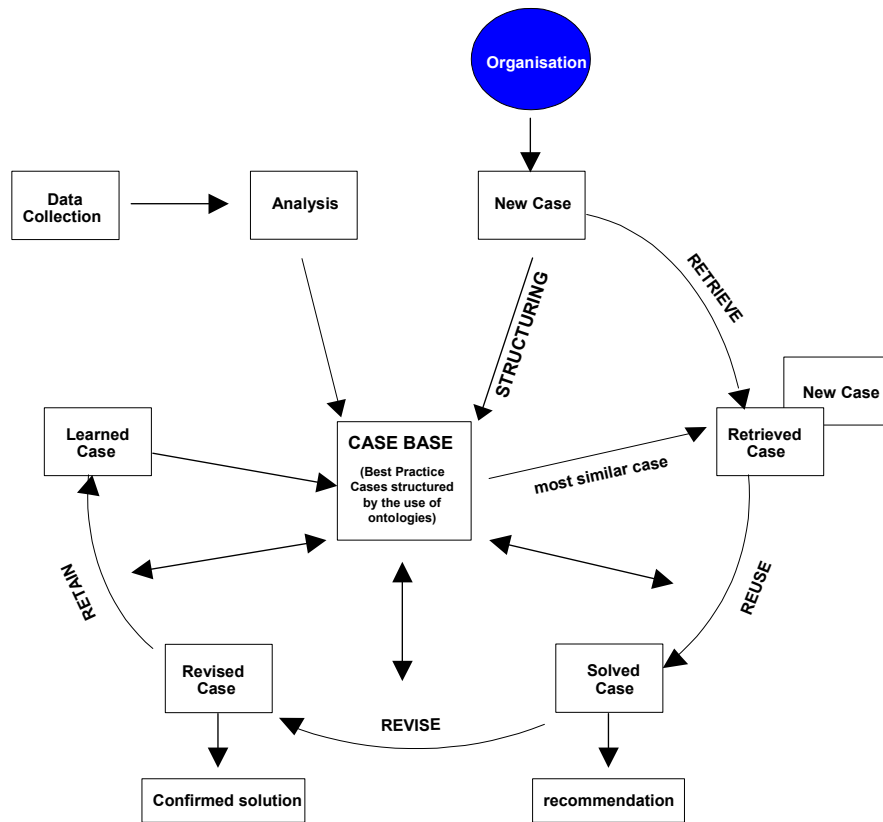 Organisation
Data
Collection
Analysis
New Case
RETRIEVE
STRUCTURING
New Case
Learned
Case
CASE BASE
(Best Practice
Cases structured
by the use of
ontologies)
Retrieved
Case
most similar case
RETAIN
REUSE
Revised
Case
Solved
Case
REVISE
Confirmed solution
recommendation